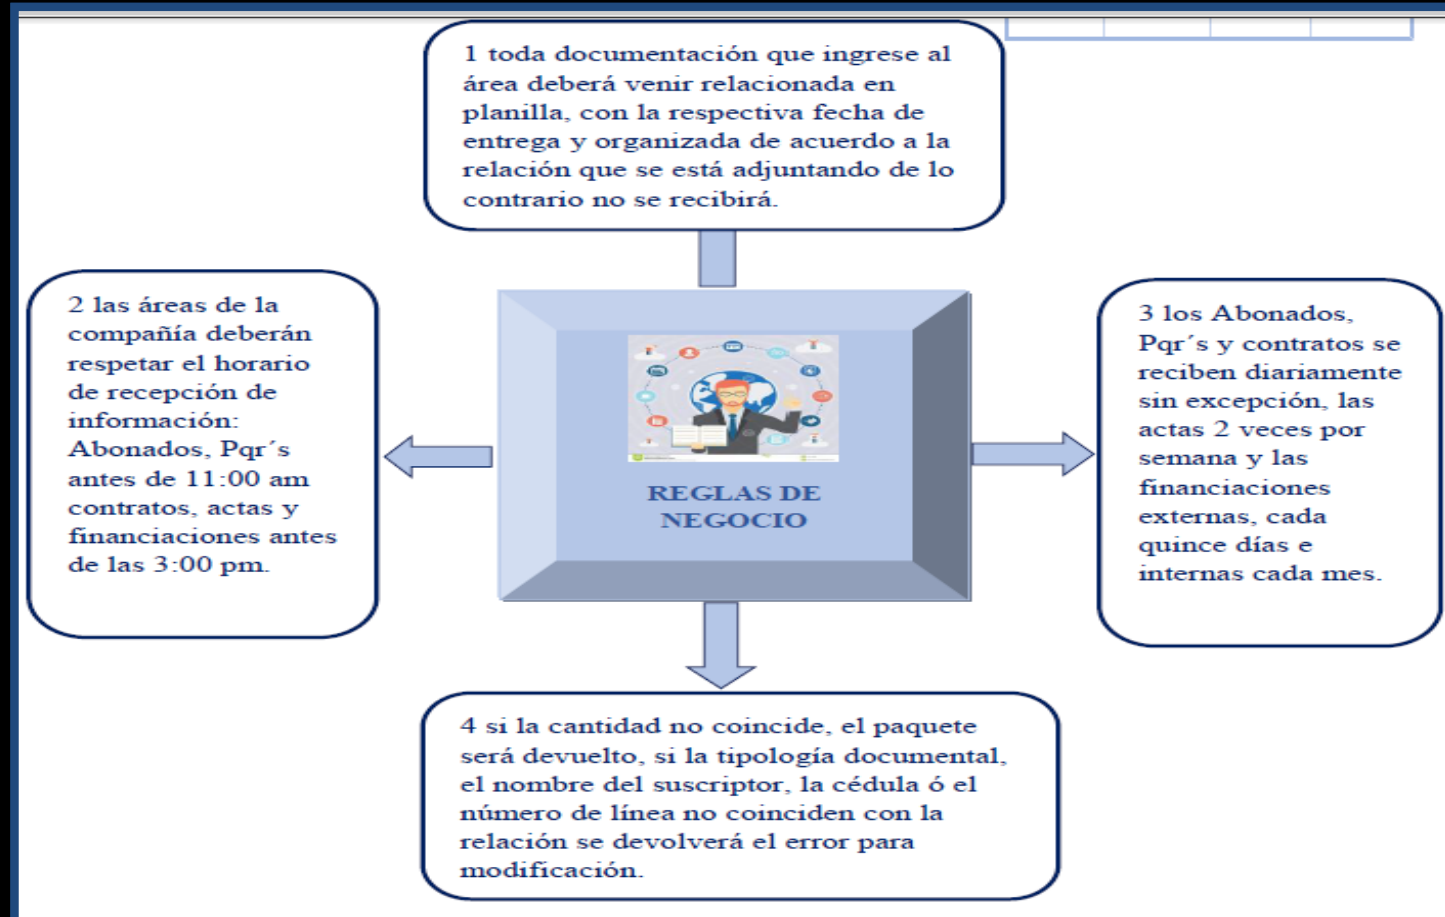 1 toda documentación que ingrese al
área deberá venir relacionada en
planilla, con la respectiva fecha de
entrega y organizada de acuerdo a la
relación que se está adjuntando de lo
contrario no se recibirá.
2 las áreas de la
compañía deberán
respetar el horario
de recepción de
información:
Abonados, Pqr´s
antes de 11:00 am
contratos, actas y
financiaciones antes
de las 3:00 pm.
REGLAS DE
NEGOCIO
3 los Abonados,
Pqr´s y contratos se
reciben diariamente
sin excepción, las
actas 2 veces por
semana y las
financiaciones
externas, cada
quince días e
internas cada mes.
4 si la cantidad no coincide, el paquete
será devuelto, si la tipología documental,
el nombre del suscriptor, la cédula ó el
número de línea no coinciden con la
relación se devolverá el error para
modificación.